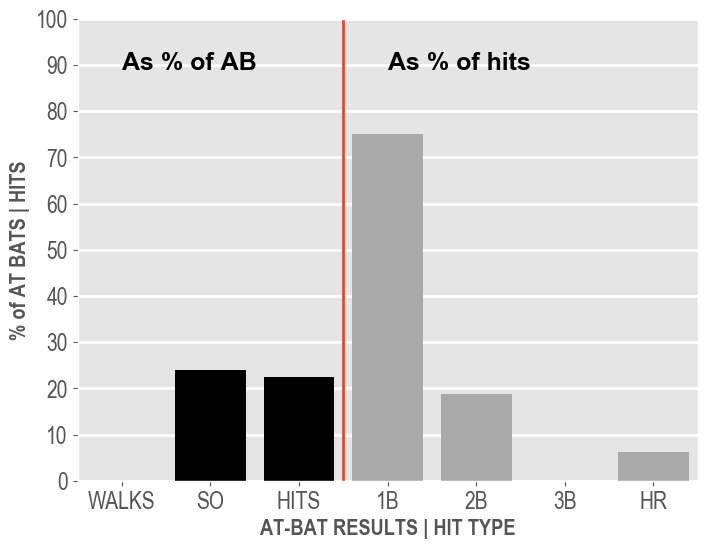 As % of AB
As % of hits
100
90
80
70
60
50
40
30
20
10
0
% of AT BATS | HITS
WALKS SO HITS 1B 2B 3B HR
AT-BAT RESULTS | HIT TYPE